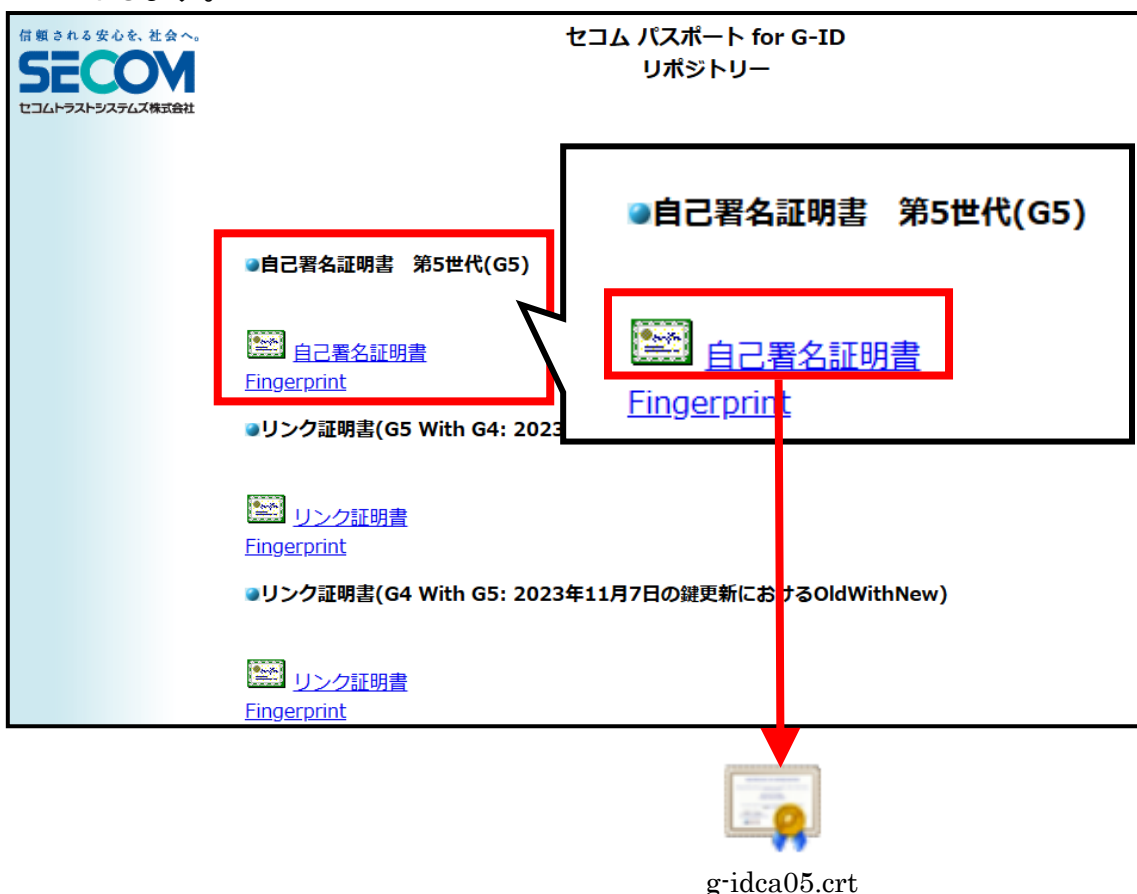 信頼される安心を、社会へ。
SECOM
セコムトラストシステムズ株式会社
セコム パスポート for G-ID
リポジトリー
●自己署名証明書　第5世代(G5)
自己署名証明書
Fingerprint
●リンク証明書(G5 With G4: 2023
リンク証明書
Fingerprint
●リンク証明書(G4 With G5: 2023年11月7日の鍵更新におけるOldWithNew)
リンク証明書
Fingerprint
●自己署名証明書　第5世代(G5)
自己署名証明書
Fingerprint
g-idca05.crt